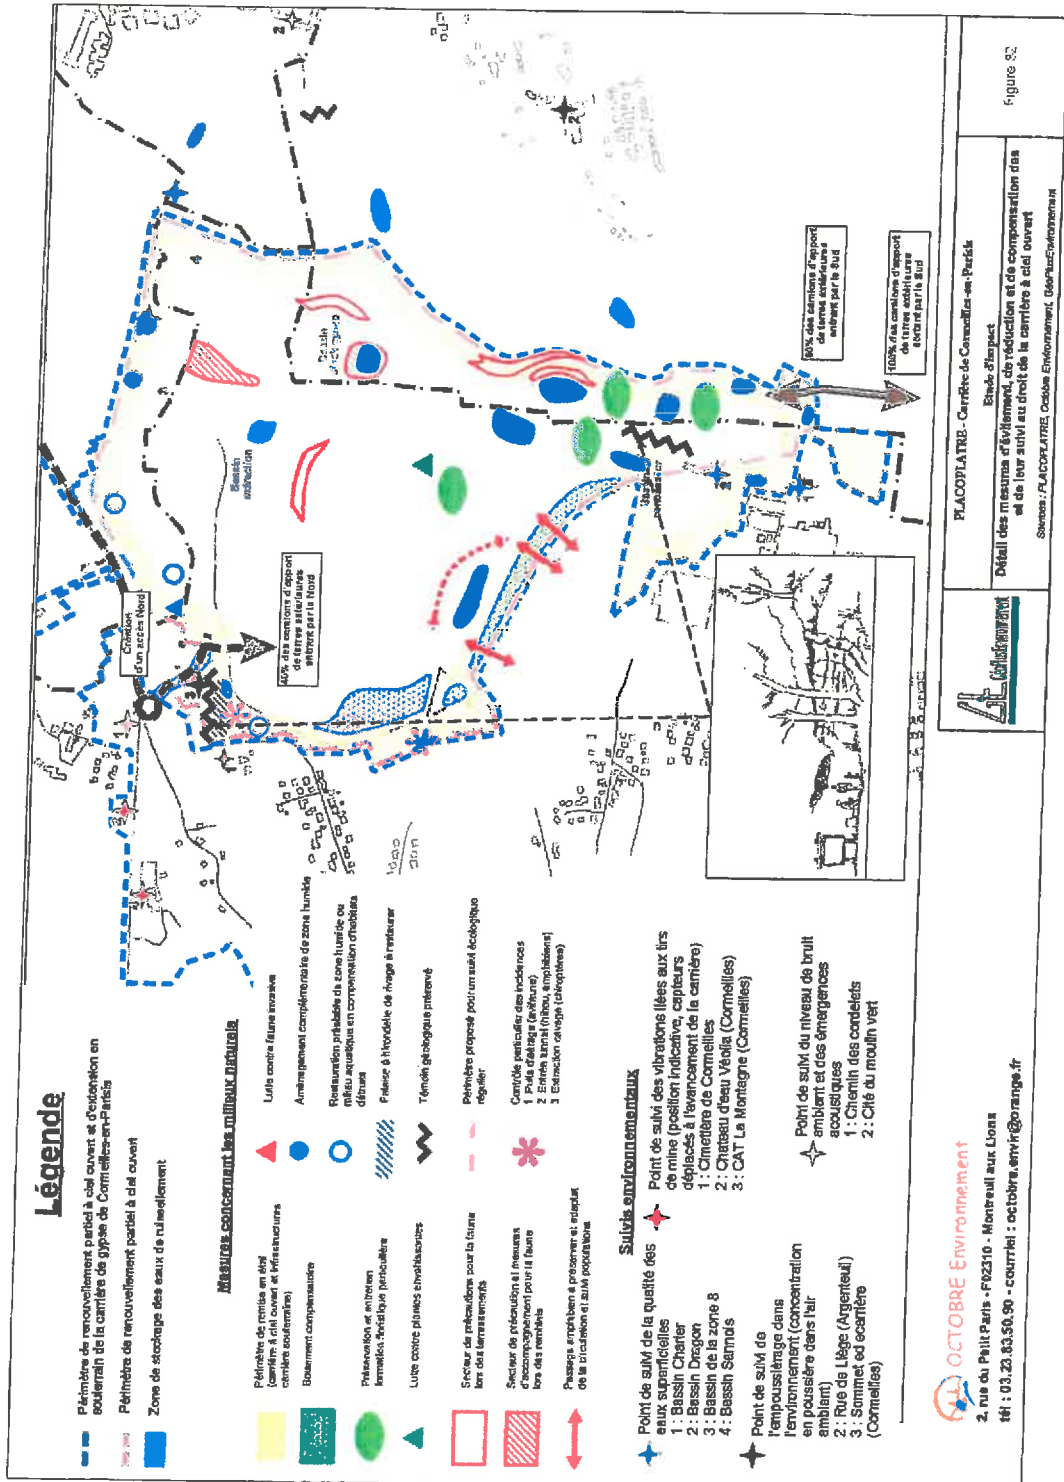 Légende
Périmètre de renouvellement partiel à ciel ouvert et d'extension en
souterrain de la carrière de gypse de Cormeilles-en-Parisis
Périmètre de renouvellement partiel à ciel ouvert
Zone de stockage des eaux de ruissellement
Mesures concernant les milieux naturels
Périmètre de remise en état
(carrière à ciel ouvert et infrastructures
carrière souterraine)
Boisement compensatoire
Préservation et entretien
formation floristique particulière
Lutte contre plantes envahissantes
Secteur de précautions pour la faune
lors des terrassements
Secteur de précaution et mesures
d'accompagnement pour la faune
lors des remblais
Passage amphibien à préserver et adapter
de la circulation et suivi populations
Lutte contre faune invasive
Aménagement complémentaire de zone humide
Restauration préalable de zone humide ou
milieu aquatique en compensation d'habitats
détruits
Falaise à hirondelle de rivage à restaurer
Témoin géologique préservé
Périmètre proposé pour un suivi écologique
régulier
Contrôle particulier des incidences
1 Puits d'aérage (avifaune)
2 Entrée tunnel (hibou, amphibiens)
3 Extraction cavage (chiroptères)
Suivis environnementaux
Point de suivi de la qualité des
eaux superficielles
1 : Bassin Charier
2 : Bassin Dragon
3 : Bassin de la zone 8
4 : Bassin Sannois
Point de suivi de
l'empoussiérage dans
l'environnement (concentration
en poussière dans l'air
ambiant)
2 : Rue de Liège (Argenteuil)
3 : Sommet ed ecarrière
(Cormeilles)
Point de suivi des vibrations liées aux tirs
de mine (position indicative, capteurs
déplacés à l'avancement de la carrière)
1 : Cimetière de Cormeilles
2 : Chateau d'eau Véolia (Cormeilles)
3 : CAT La Montagne (Cormeilles)
Point de suivi du niveau de bruit
ambiant et des émergences
acoustiques
1 : Chemin des cordelets
2 : Cité du moulin vert
OCTOBRE Environnement
2, rue du Petit Paris - F02310 - Montreuil aux Lions
tél : 03.23.83.50.90 - courriel : octobre.envir@orange.fr
Création
d'un accès Nord
40% des camions d'apport
de terres extérieures
entrant par le Nord
Bassin
extraction
60% des camions d'apport
de terres extérieures
entrant par le Sud
100% des camions d'apport
de terres extérieures
sortant par le Sud
PLACOPLATRE - Carrière de Cormeilles-en-Parisis
Etude d'Impact
Détail des mesures d'évitement, de réduction et de compensation des
et de leur suivi au droit de la carrière à ciel ouvert
Sources : PLACOPLATRE, Octobre Environnement, GéoPlusEnvironnement
Figure 92